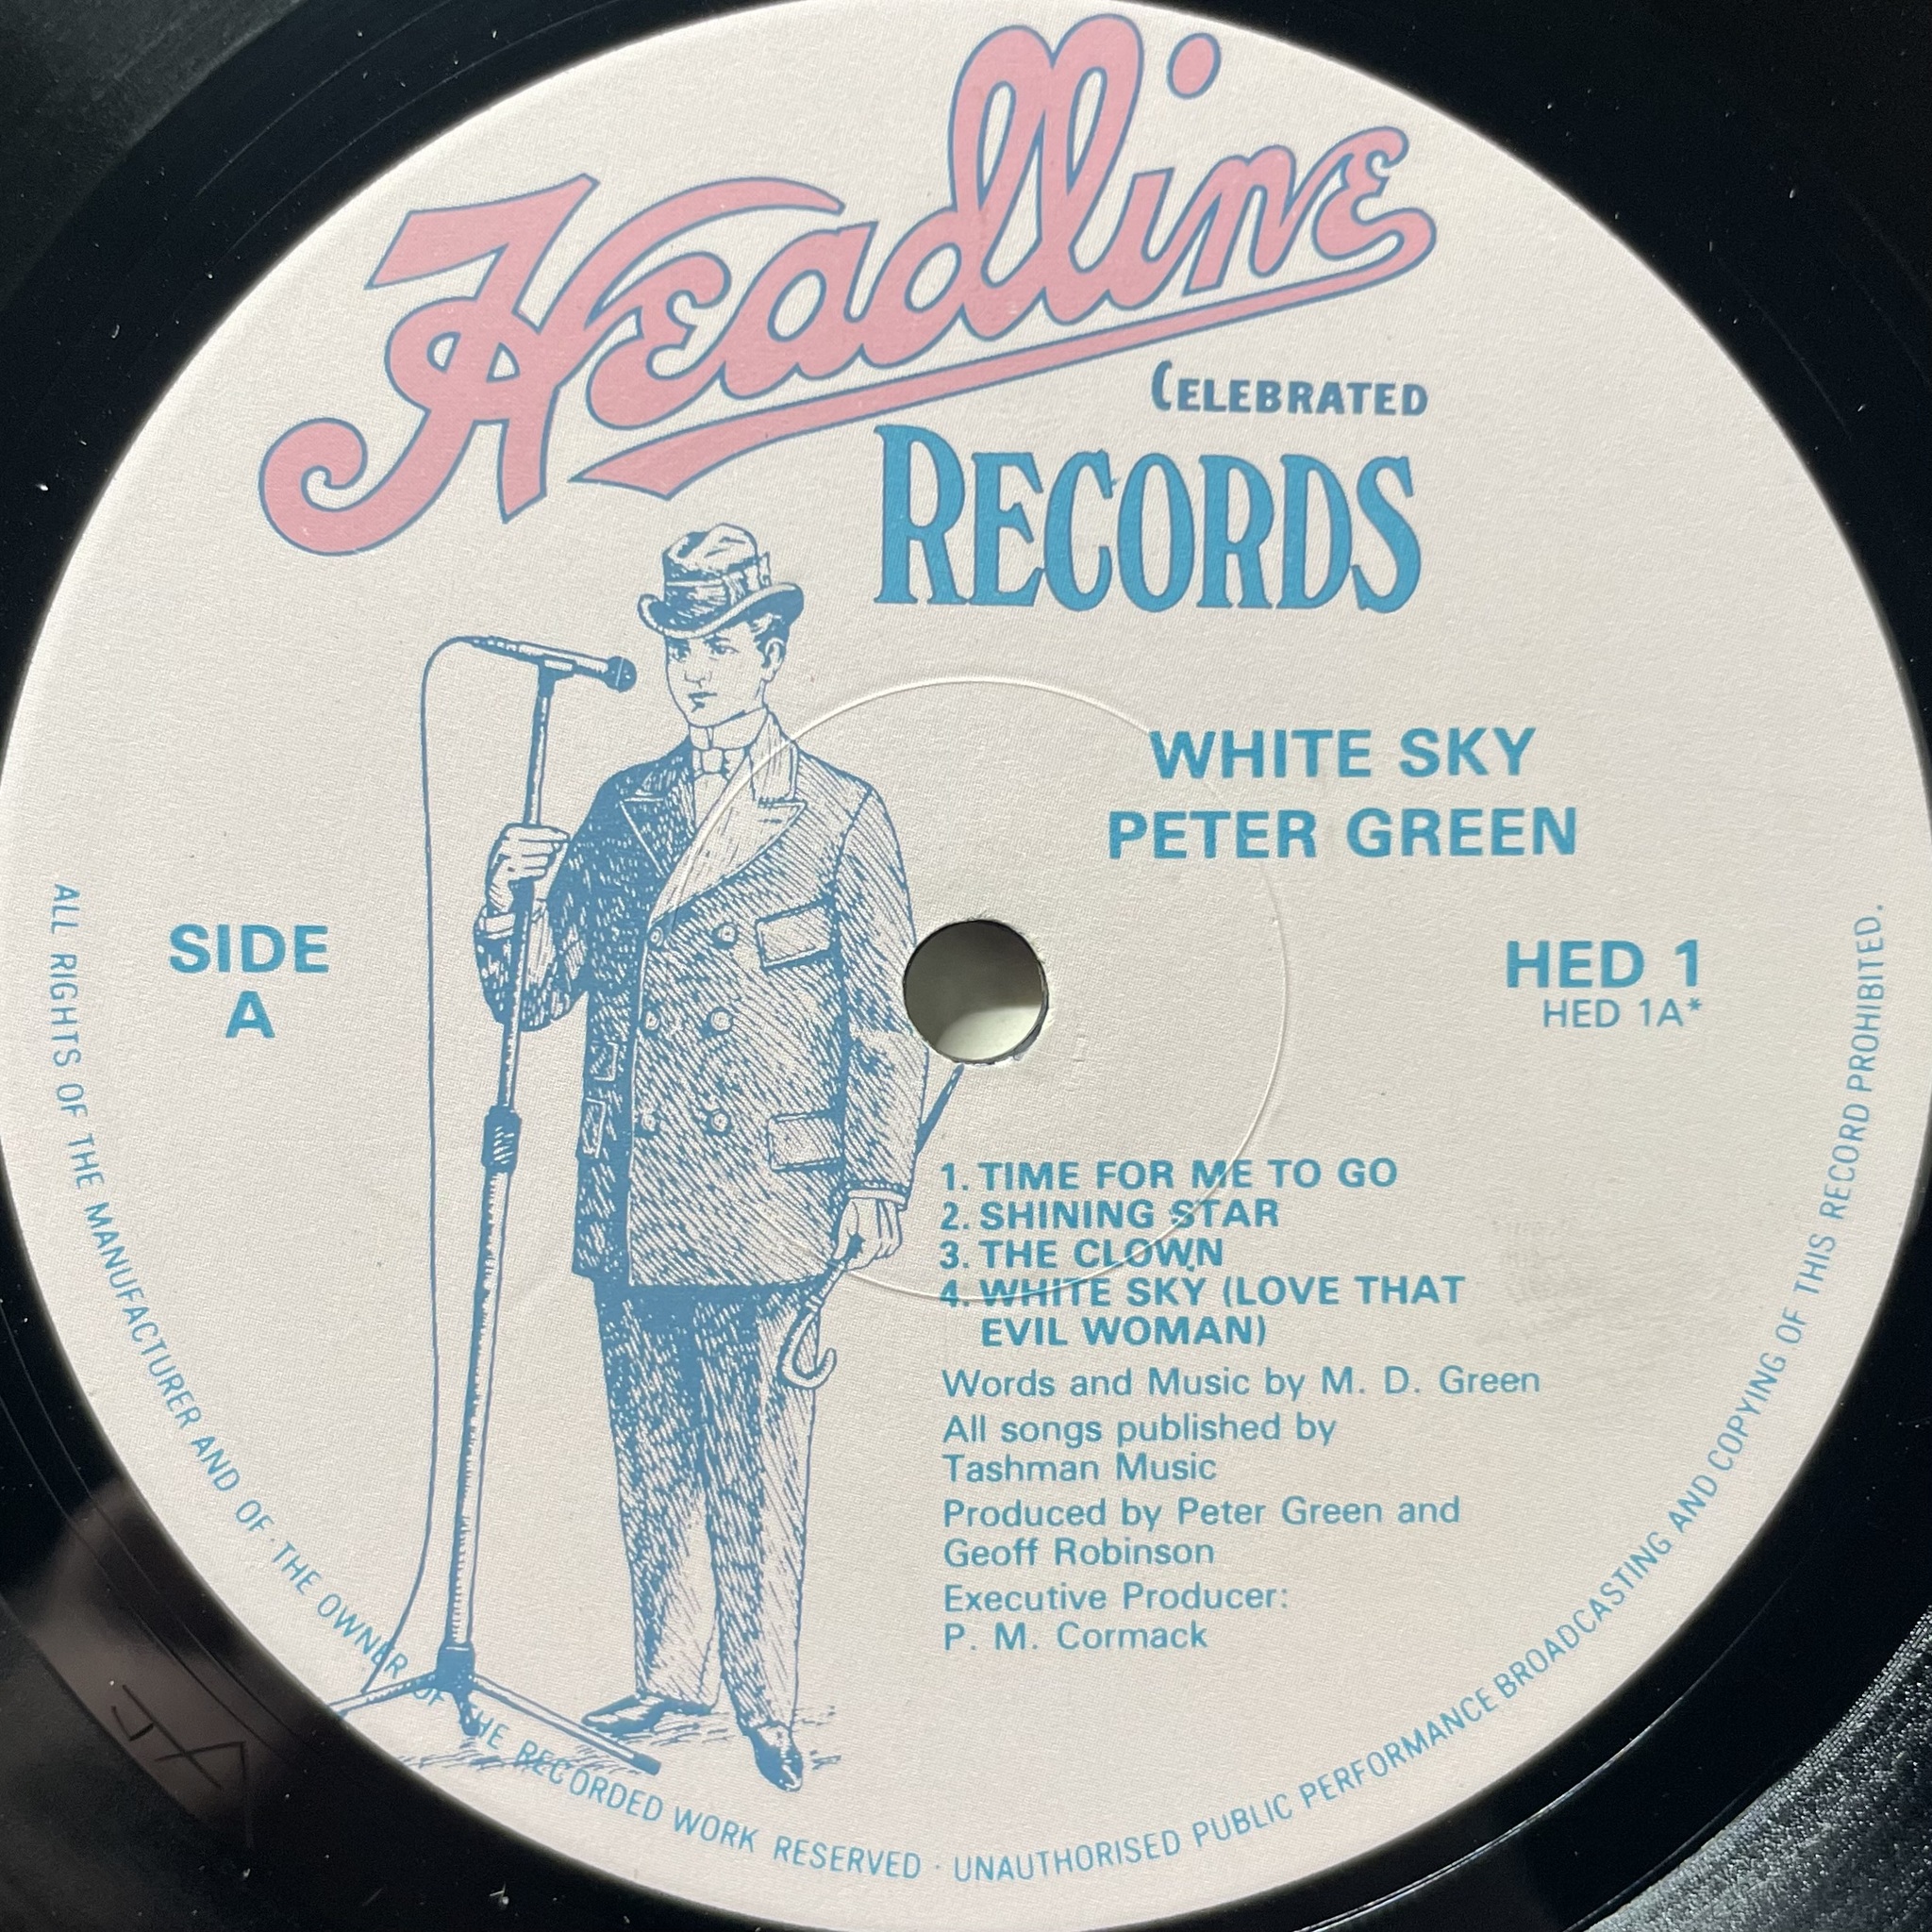 Headline
CELEBRATED
RECORDS
WHITE SKY
PETER GREEN
SIDE
A
HED 1
HED 1A*
1. TIME FOR ME TO GO
2. SHINING STAR
3. THE CLOWN
4. WHITE SKY (LOVE THAT
EVIL WOMAN)
Words and Music by M. D. Green
All songs published by
Tashman Music
Produced by Peter Green and
Geoff Robinson
Executive Producer:
P. M. Cormack
ALL RIGHTS OF THE MANUFACTURER AND OF · THE OWNER OF THE RECORDED WORK RESERVED · UNAUTHORISED PUBLIC PERFORMANCE BROADCASTING AND COPYING OF THIS RECORD PROHIBITED.